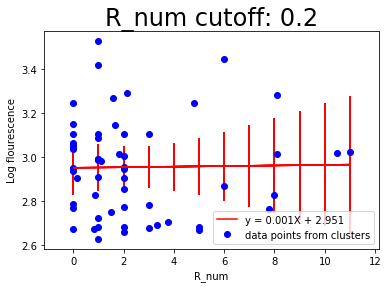 R_num cutoff: 0.2
Log flourescence
3.4
3.2
3.0
2.8
2.6
y = 0.001X + 2.951
data points from clusters
0 2 4 6 8 10 12
R_num